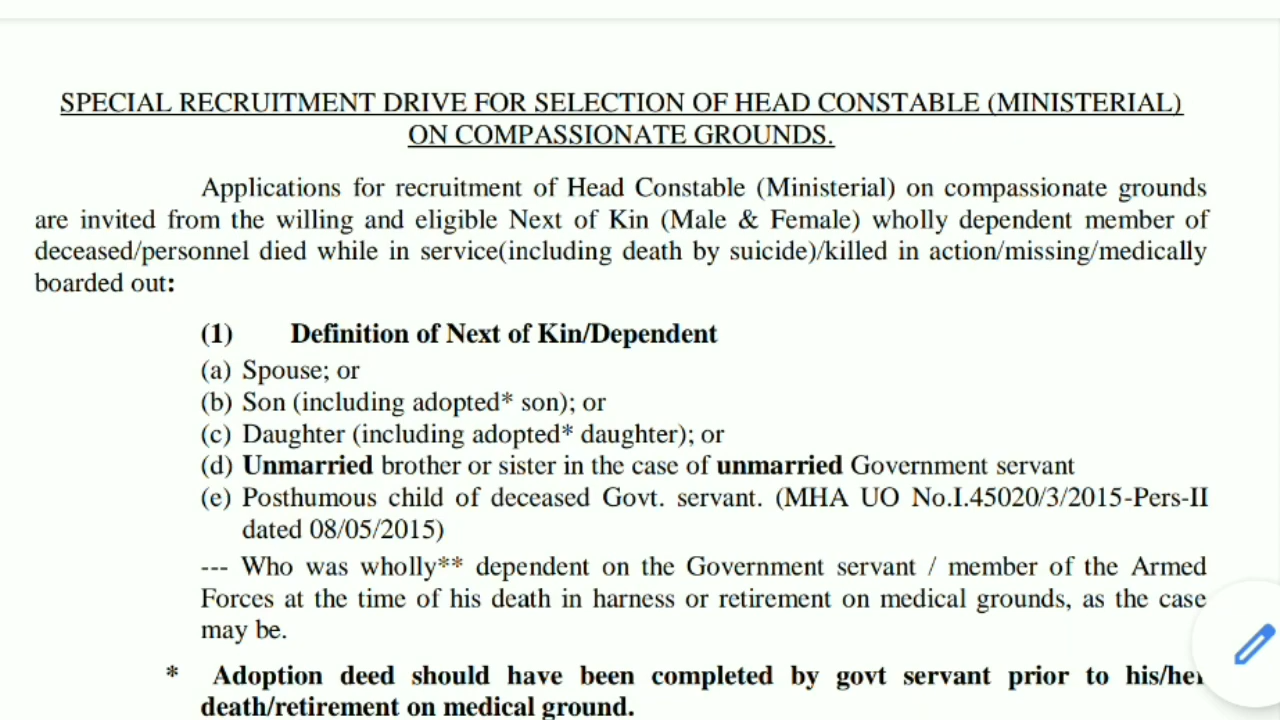 SPECIAL RECRUITMENT DRIVE FOR SELECTION OF HEAD CONSTABLE (MINISTERIAL)
ON COMPASSIONATE GROUNDS.
Applications for recruitment of Head Constable (Ministerial) on compassionate grounds
are invited from the willing and eligible Next of Kin (Male & Female) wholly dependent member of
deceased/personnel died while in service(including death by suicide)/killed in action/missing/medically
boarded out:
(1) Definition of Next of Kin/Dependent
(a) Spouse; or
(b) Son (including adopted* son); or
(c) Daughter (including adopted* daughter); or
(d) Unmarried brother or sister in the case of unmarried Government servant
(e) Posthumous child of deceased Govt. servant. (MHA UO No.I.45020/3/2015-Pers-II
dated 08/05/2015)
--- Who was wholly** dependent on the Government servant / member of the Armed
Forces at the time of his death in harness or retirement on medical grounds, as the case
may be.
* Adoption deed should have been completed by govt servant prior to his/her
death/retirement on medical ground.